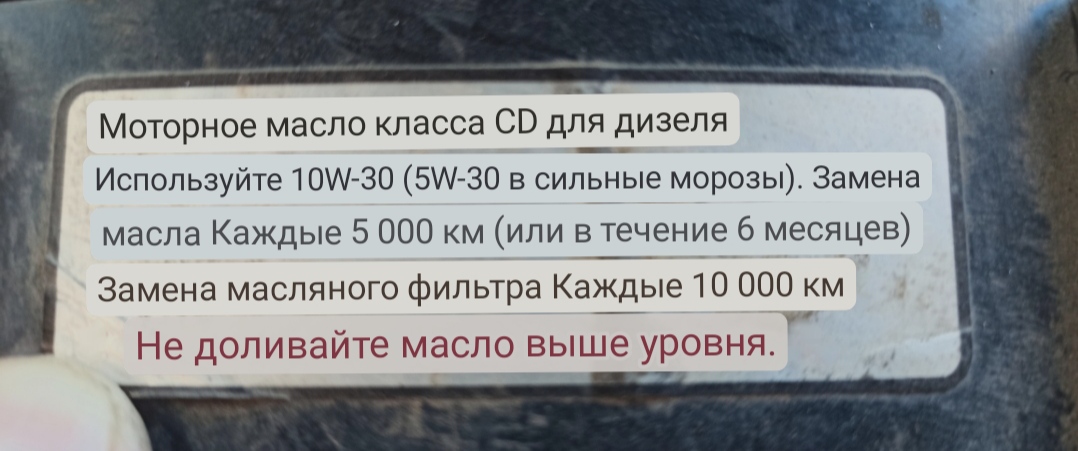 Моторное масло класса CD для дизеля
Используйте 10W-30 (5W-30 в сильные морозы). Замена
масла Каждые 5 000 км (или в течение 6 месяцев)
Замена масляного фильтра Каждые 10 000 км
Не доливайте масло выше уровня.